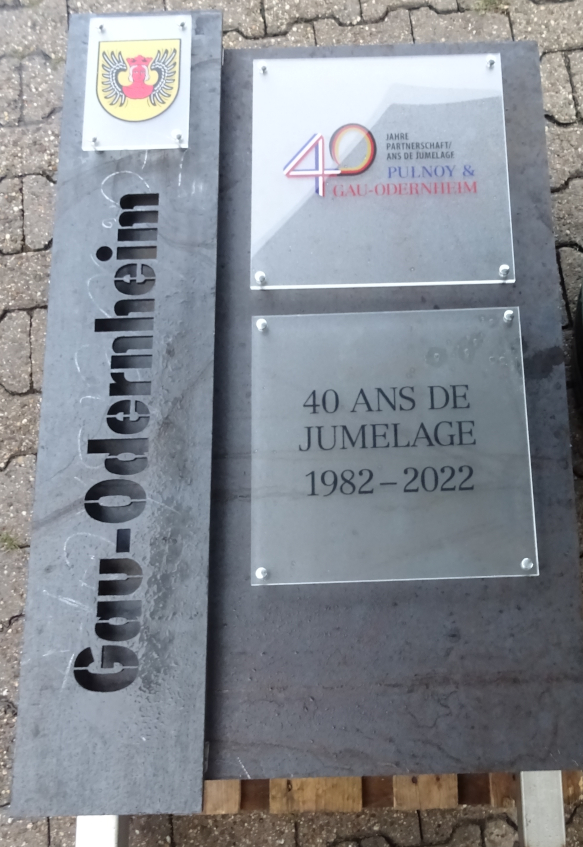 Gau-Odernheim
40
JAHRE
PARTNERSCHAFT/
ANS DE JUMELAGE
PULNOY &
GAU-ODERNHEIM
40 ANS DE
JUMELAGE
1982–2022